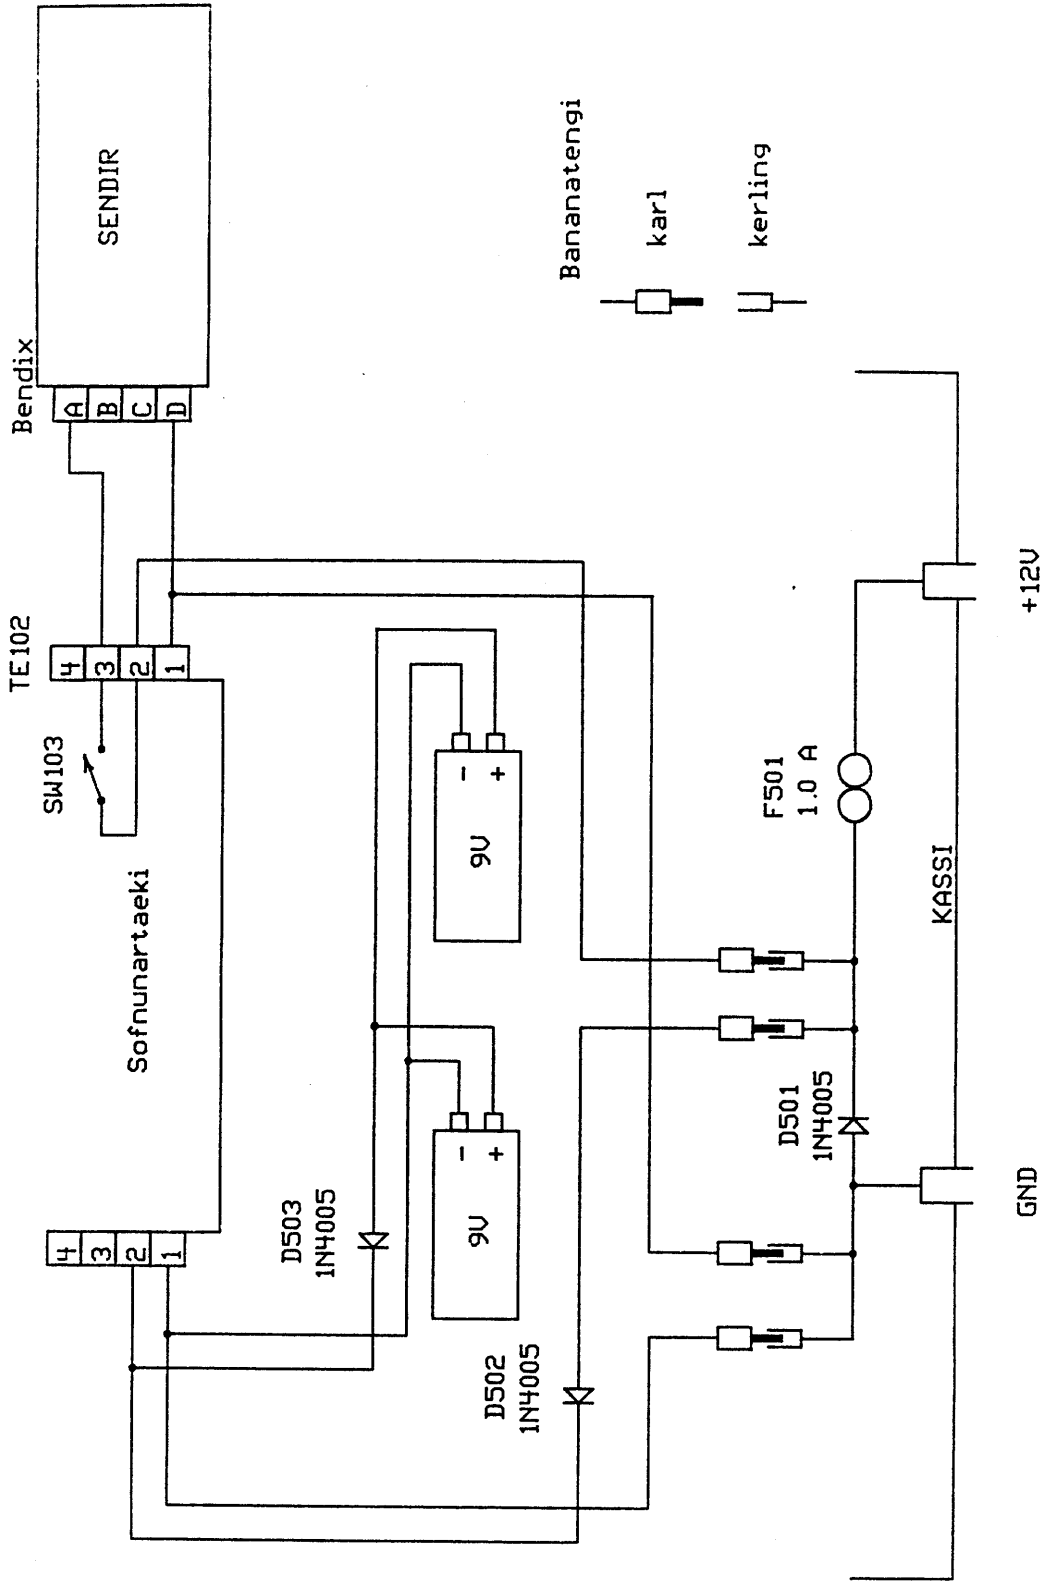 SENDIR
Bendix
A
B
C
D
TE102
4
3
2
1
SW103
Sofnunartaeki
4
3
2
1
D503
1N4005
9V
-
+
9V
-
+
D502
1N4005
Bananatengi
karl
kerling
D501
1N4005
F501
1.0 A
KASSI
GND
+12V